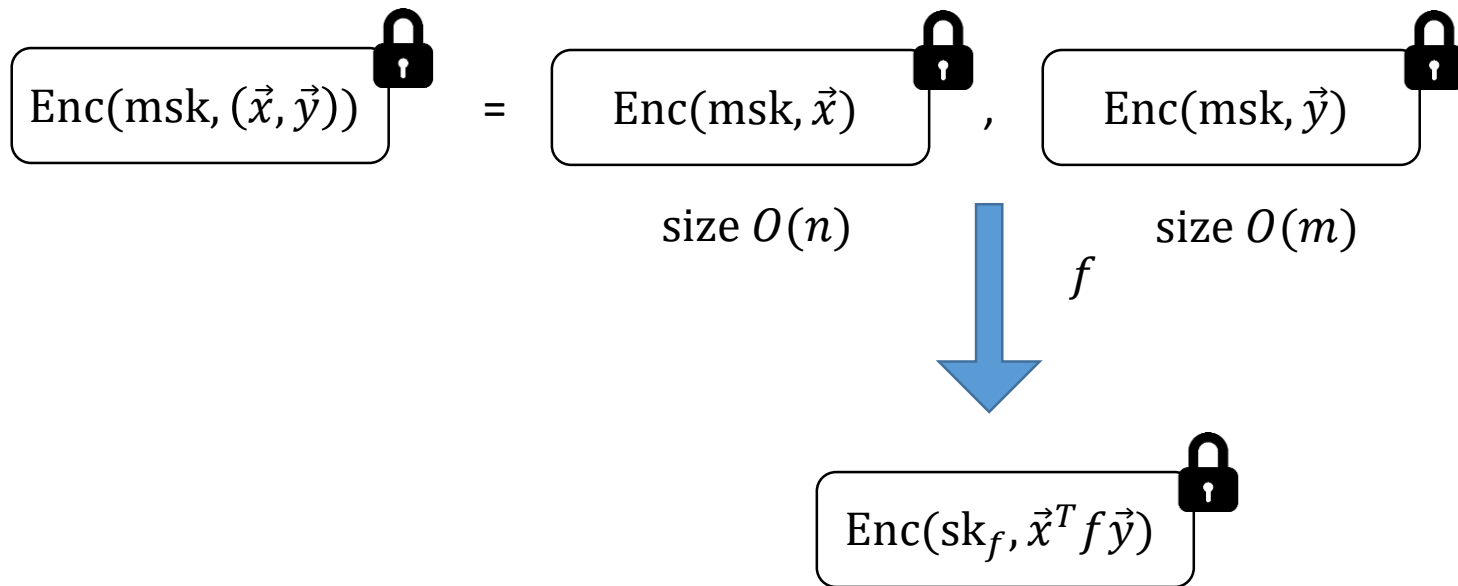 Enc(msk, (x⃗, y⃗)) = Enc(msk, x⃗) , Enc(msk, y⃗)
size O(n) size O(m)
f
Enc(sk_f, x⃗^T f y⃗)